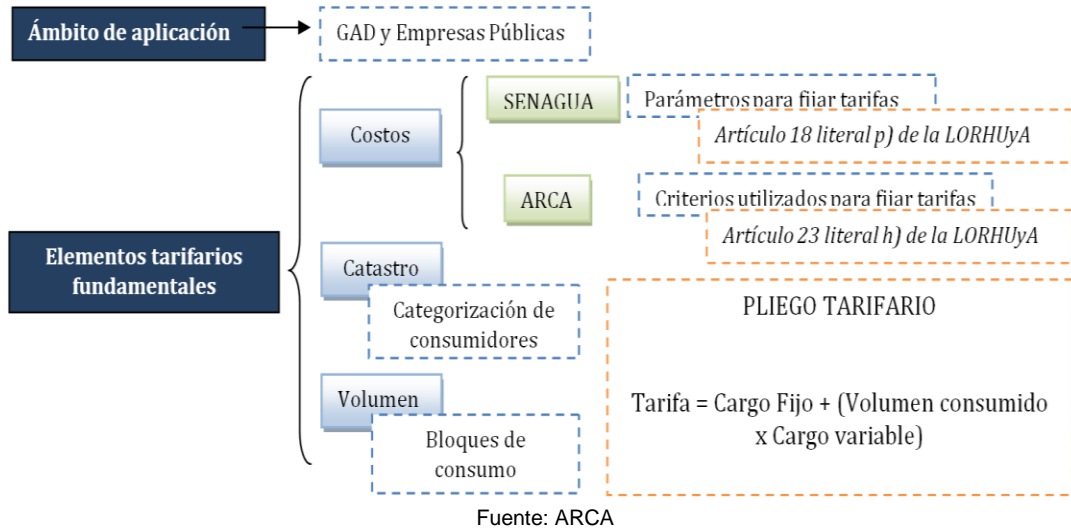 Ámbito de aplicación
GAD y Empresas Públicas
SENAGUA
Parámetros para fijar tarifas
Costos
Artículo 18 literal p) de la LORHUyA
ARCA
Criterios utilizados para fijar tarifas
Artículo 23 literal h) de la LORHUyA
Elementos tarifarios
fundamentales
Catastro
Categorización de
consumidores
Volumen
Bloques de
consumo
PLIEGO TARIFARIO
Tarifa = Cargo Fijo + (Volumen consumido
x Cargo variable)
Fuente: ARCA